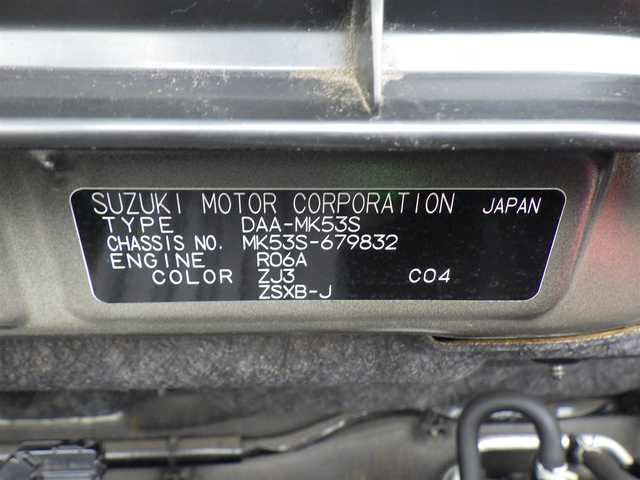 SUZUKI MOTOR CORPORATION JAPAN
TYPE DAA-MK53S
CHASSIS NO. MK53S-679832
ENGINE R06A
COLOR ZJ3 C04
ZSXB-J